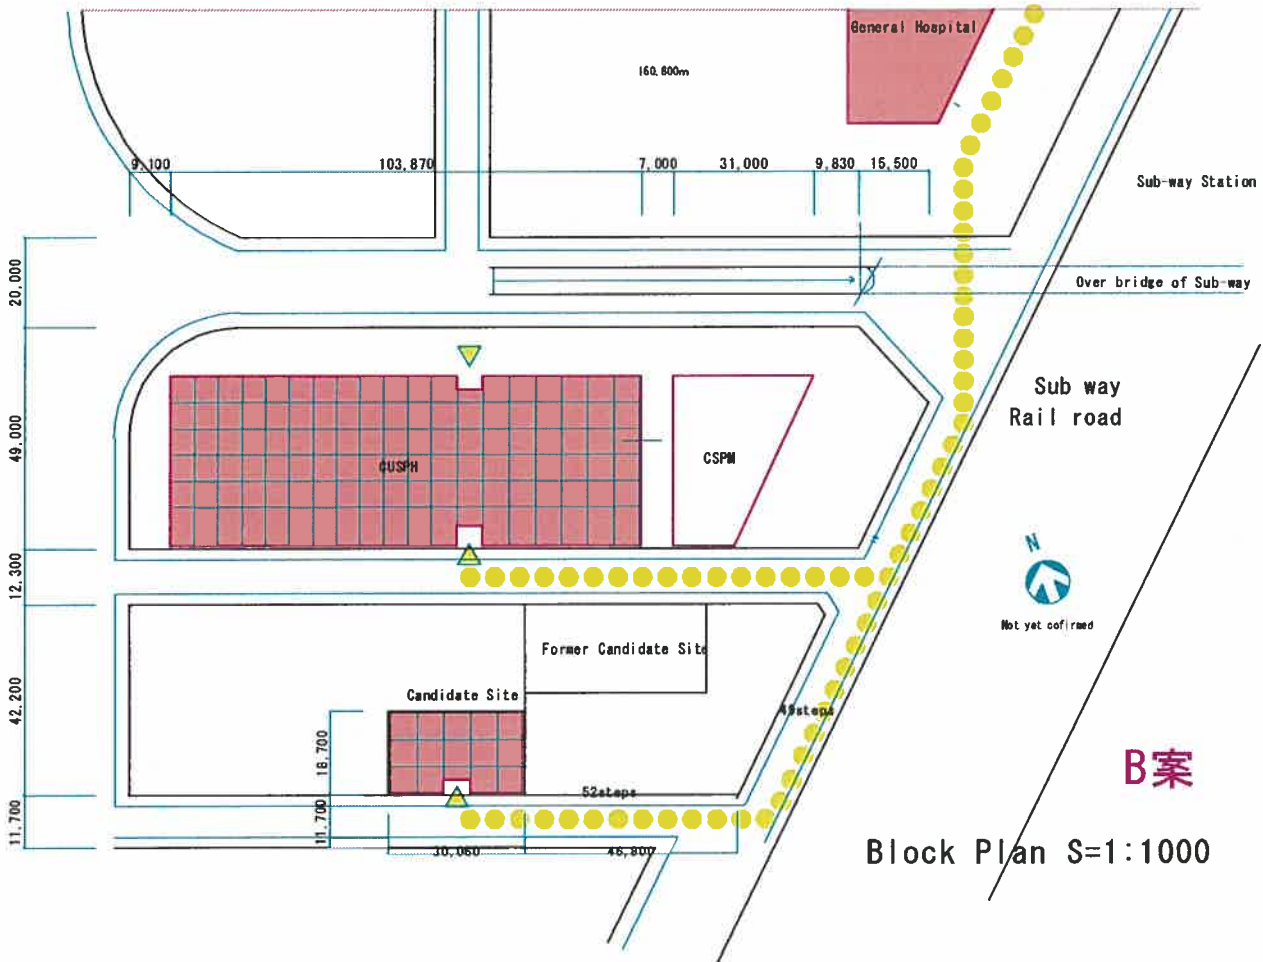 General Hospital
160.800m
9,100
103,870
7,000
31,000
9,830
15,500
Sub-way Station
20,000
Over bridge of Sub-way
Sub way
Rail road
49,000
CUSPH
CSPM
N
12,300
Not yet cofirmed
Former Candidate Site
42,200
Candidate Site
49steps
18,700
B案
52steps
11,700
11,700
30,060
46,800
Block Plan S=1:1000